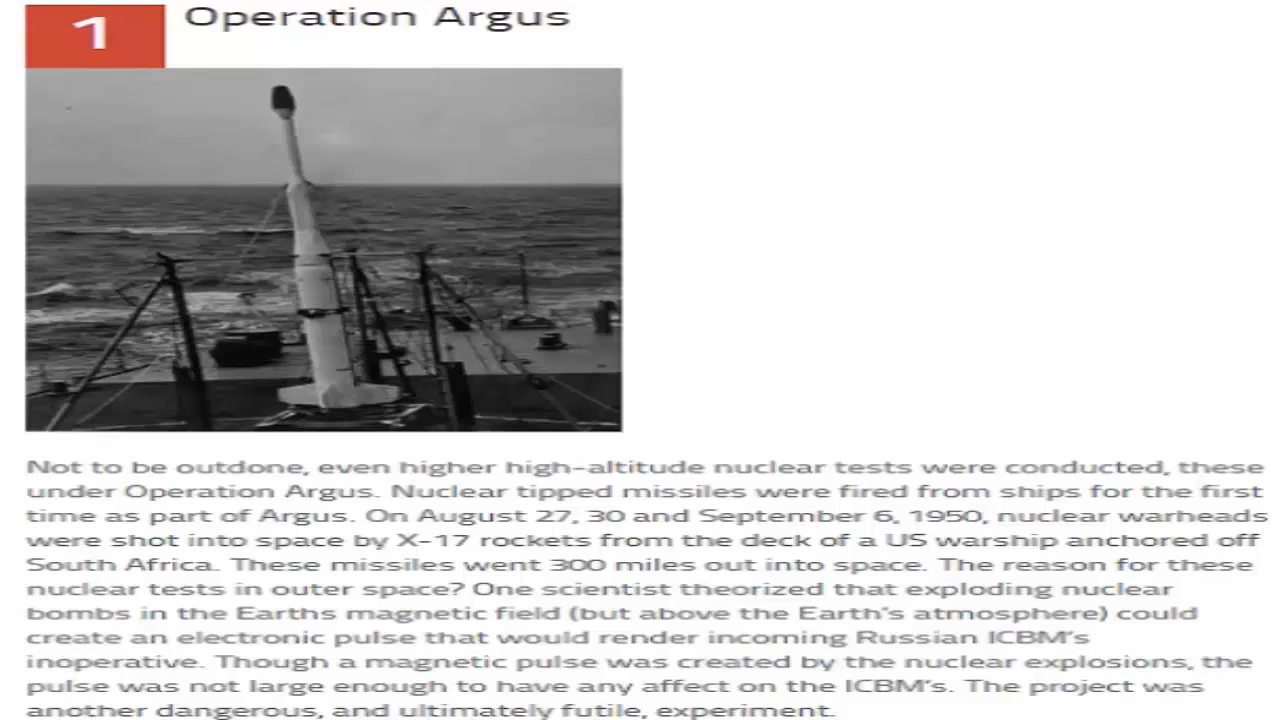 1
Operation Argus
Not to be outdone, even higher high-altitude nuclear tests were conducted, these
under Operation Argus. Nuclear tipped missiles were fired from ships for the first
time as part of Argus. On August 27, 30 and September 6, 1950, nuclear warheads
were shot into space by X-17 rockets from the deck of a US warship anchored off
South Africa. These missiles went 300 miles out into space. The reason for these
nuclear tests in outer space? One scientist theorized that exploding nuclear
bombs in the Earths magnetic field (but above the Earth's atmosphere) could
create an electronic pulse that would render incoming Russian ICBM's
inoperative. Though a magnetic pulse was created by the nuclear explosions, the
pulse was not large enough to have any affect on the ICBM's. The project was
another dangerous, and ultimately futile, experiment.